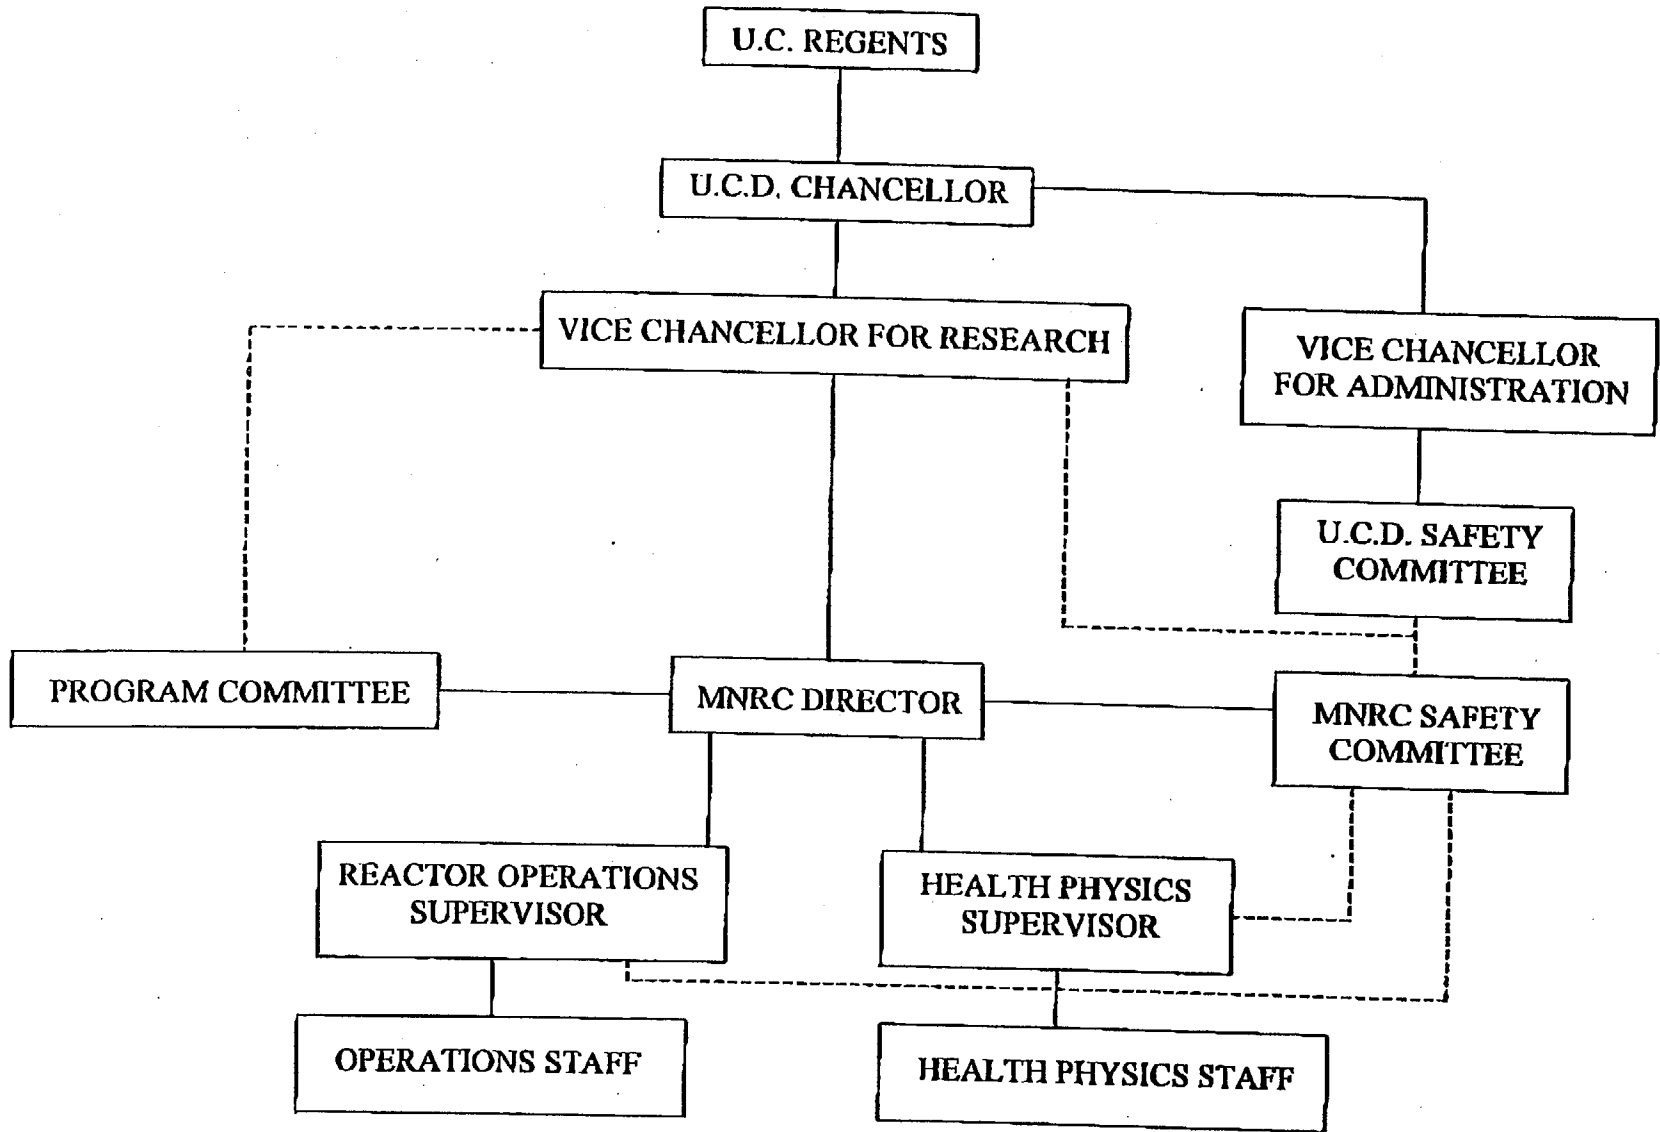 U.C. REGENTS
U.C.D. CHANCELLOR
VICE CHANCELLOR FOR RESEARCH
VICE CHANCELLOR
FOR ADMINISTRATION
U.C.D. SAFETY
COMMITTEE
PROGRAM COMMITTEE
MNRC DIRECTOR
MNRC SAFETY
COMMITTEE
REACTOR OPERATIONS
SUPERVISOR
HEALTH PHYSICS
SUPERVISOR
OPERATIONS STAFF
HEALTH PHYSICS STAFF